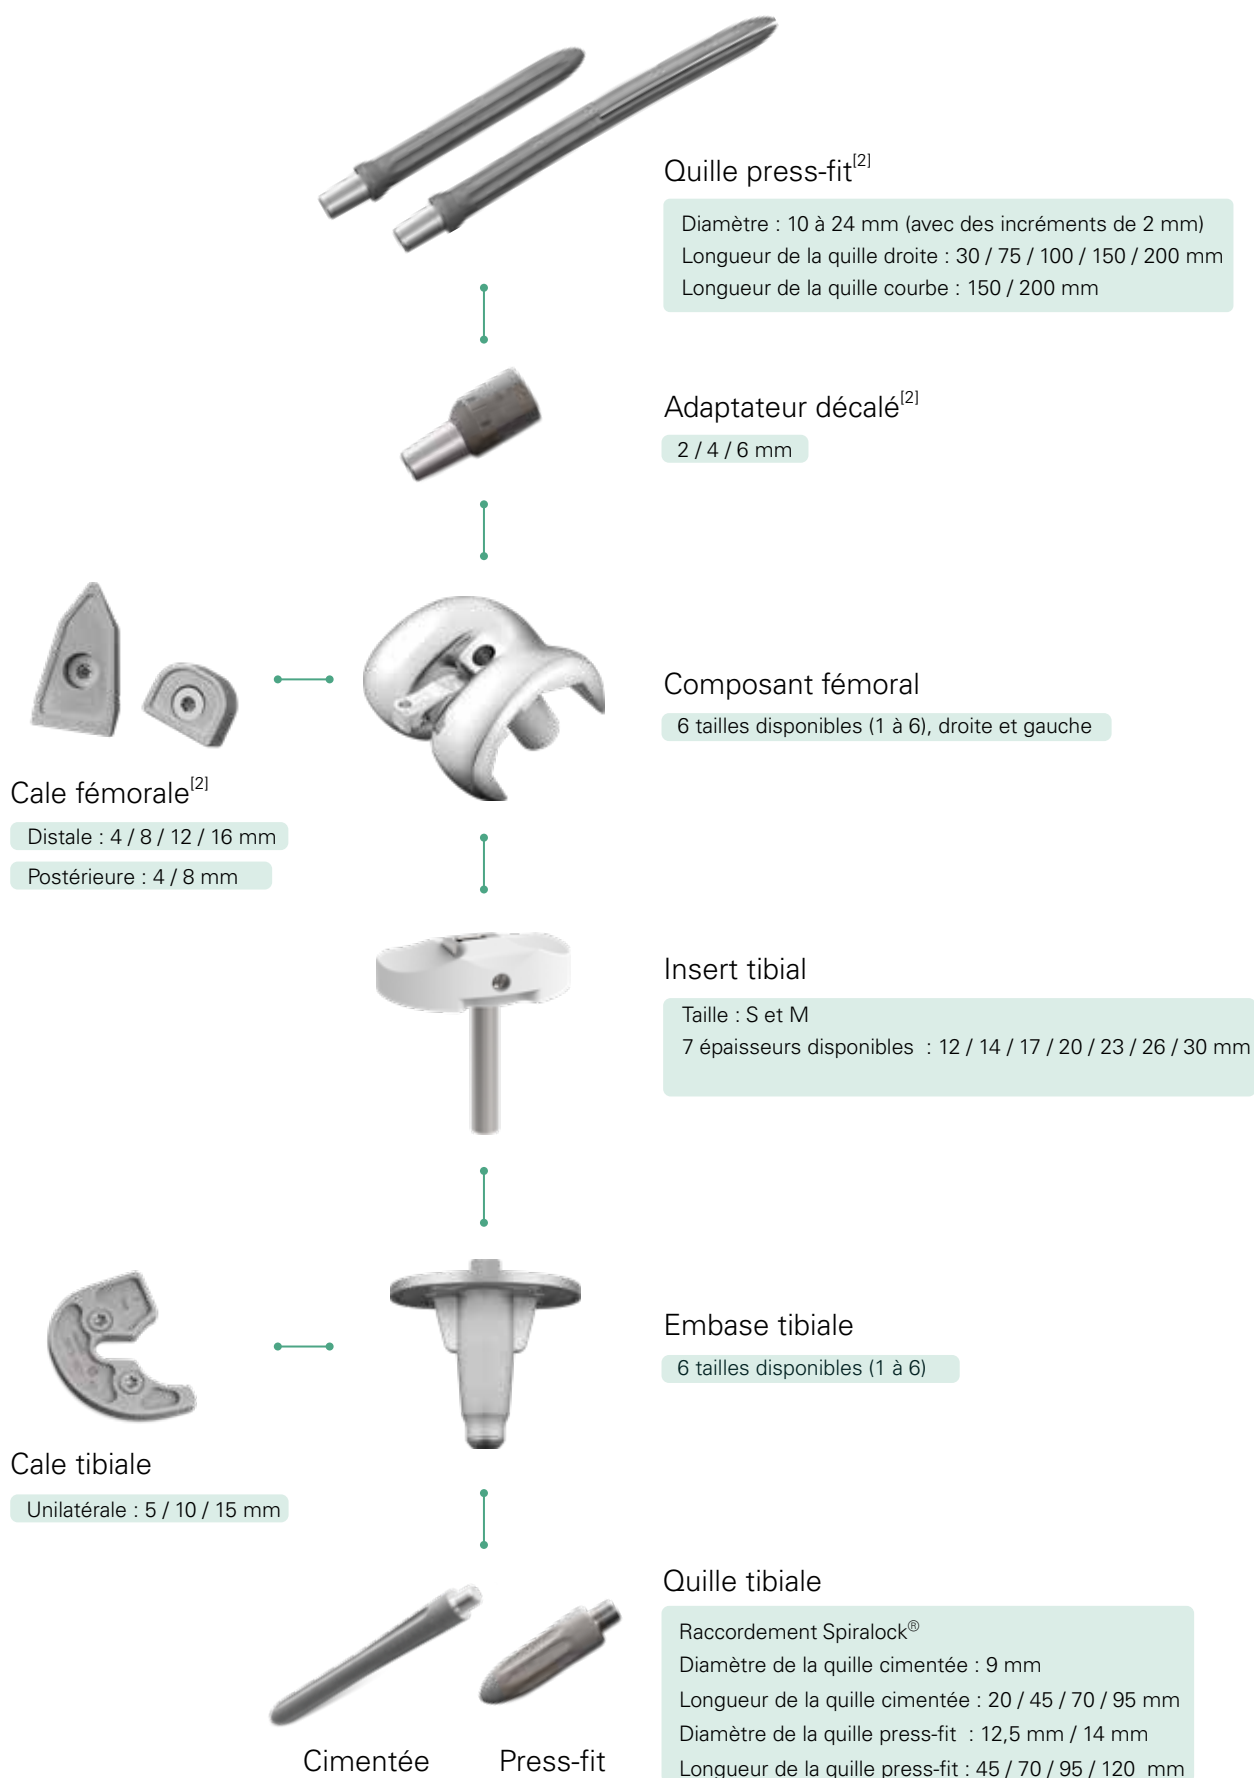 Quille press-fit[2]
Diamètre : 10 à 24 mm (avec des incréments de 2 mm)
Longueur de la quille droite : 30 / 75 / 100 / 150 / 200 mm
Longueur de la quille courbe : 150 / 200 mm
Adaptateur décalé[2]
2 / 4 / 6 mm
Composant fémoral
6 tailles disponibles (1 à 6), droite et gauche
Cale fémorale[2]
Distale : 4 / 8 / 12 / 16 mm
Postérieure : 4 / 8 mm
Insert tibial
Taille : S et M
7 épaisseurs disponibles : 12 / 14 / 17 / 20 / 23 / 26 / 30 mm
Embase tibiale
6 tailles disponibles (1 à 6)
Cale tibiale
Unilatérale : 5 / 10 / 15 mm
Quille tibiale
Raccordement Spiralock®
Diamètre de la quille cimentée : 9 mm
Longueur de la quille cimentée : 20 / 45 / 70 / 95 mm
Diamètre de la quille press-fit : 12,5 mm / 14 mm
Longueur de la quille press-fit : 45 / 70 / 95 / 120 mm
Cimentée
Press-fit